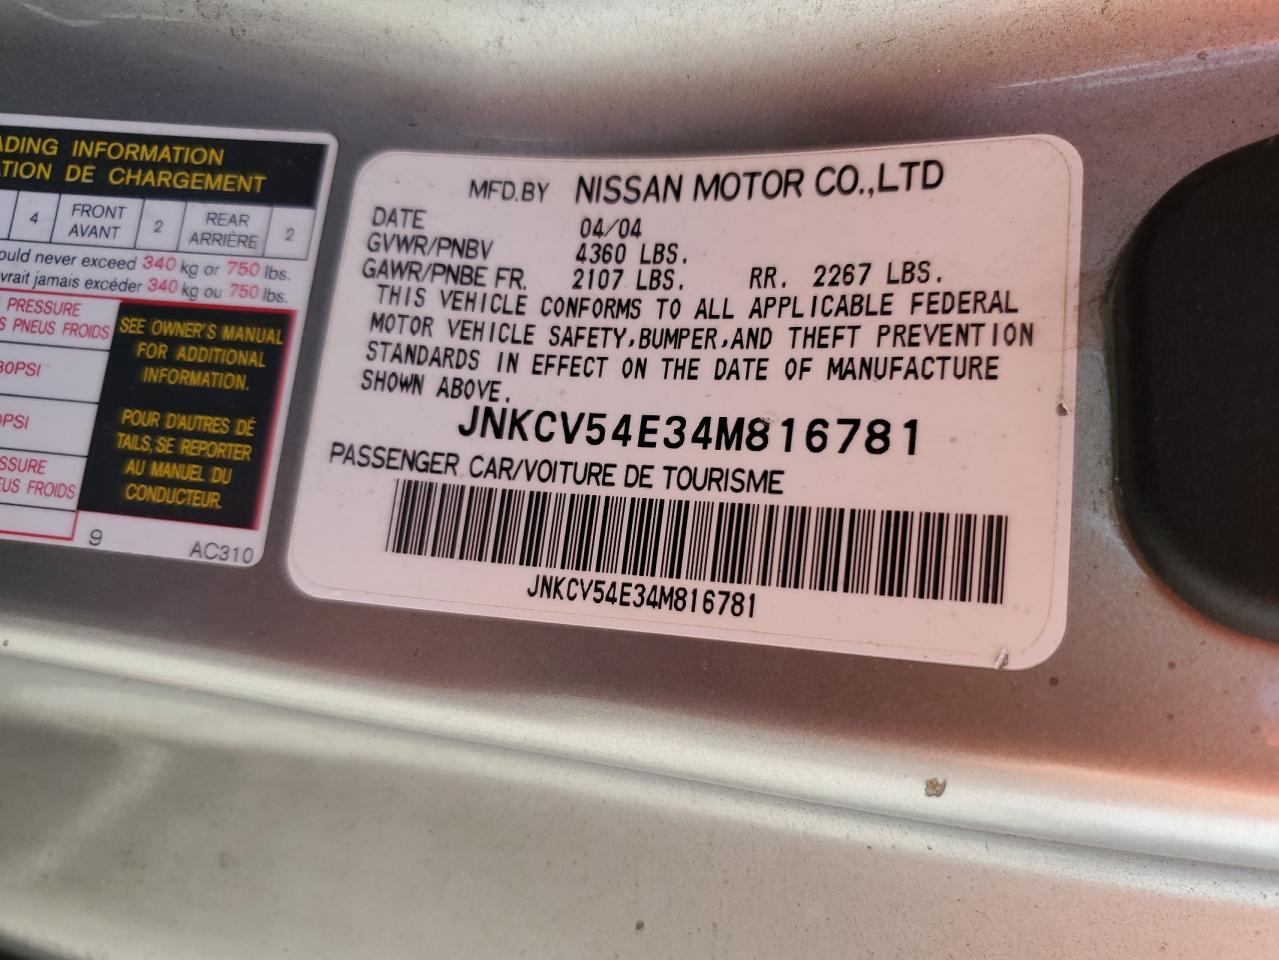 ADING INFORMATION
TION DE CHARGEMENT
4 FRONT AVANT 2 REAR ARRIÈRE 2
ould never exceed 340 kg or 750 lbs.
vrait jamais excéder 340 kg ou 750 lbs.
PRESSURE
S PNEUS FROIDS
30PSI
0PSI
SSURE
EUS FROIDS
SEE OWNER'S MANUAL
FOR ADDITIONAL
INFORMATION.
POUR D'AUTRES DÉ
TAILS, SE REPORTER
AU MANUEL DU
CONDUCTEUR.
9 AC310
MFD.BY NISSAN MOTOR CO.,LTD
DATE 04/04
GVWR/PNBV 4360 LBS.
GAWR/PNBE FR. 2107 LBS. RR. 2267 LBS.
THIS VEHICLE CONFORMS TO ALL APPLICABLE FEDERAL
MOTOR VEHICLE SAFETY,BUMPER,AND THEFT PREVENTION
STANDARDS IN EFFECT ON THE DATE OF MANUFACTURE
SHOWN ABOVE.
JNKCV54E34M816781
PASSENGER CAR/VOITURE DE TOURISME
JNKCV54E34M816781